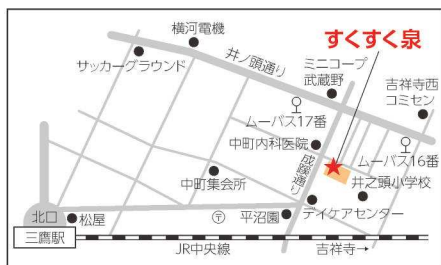 横河電機
すくすく泉
サッカーグラウンド
井ノ頭通り
ミニコープ
武蔵野
吉祥寺西
コミセン
ムーバス17番
中町内科医院
成蹊通り
ムーバス16番
中町集会所
井之頭小学校
デイケアセンター
北口
松屋
〒
平沼園
三鷹駅
JR中央線
吉祥寺→